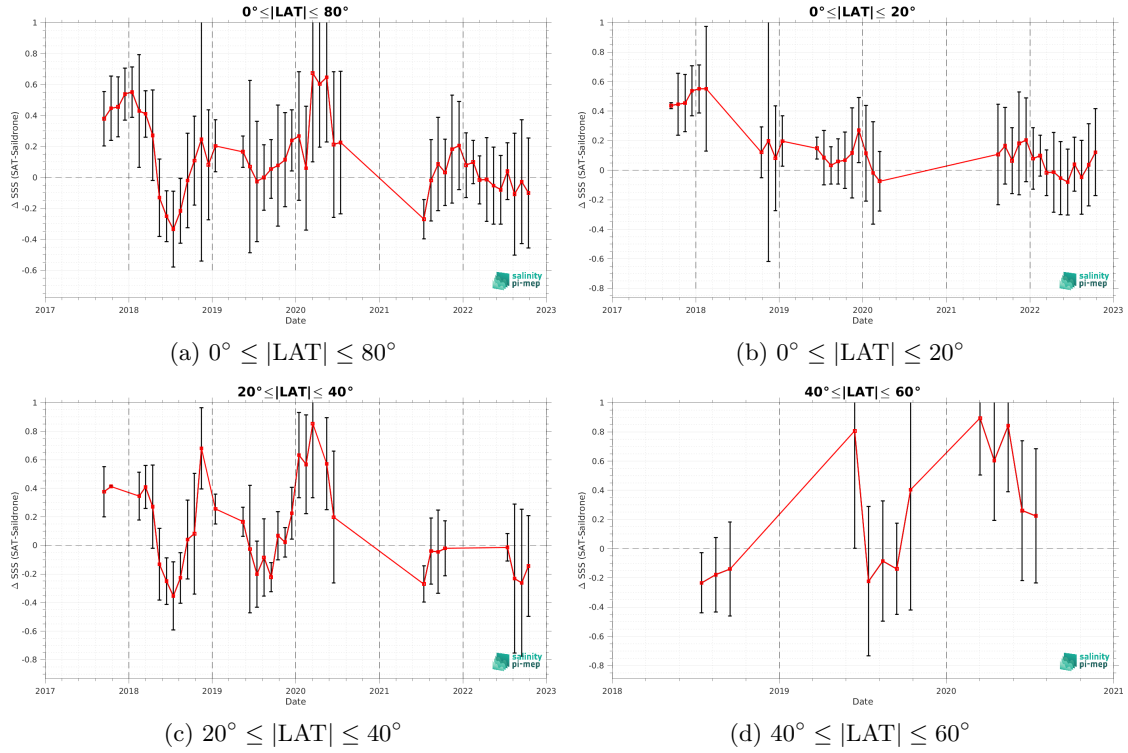 0°≤|LAT|≤ 80°
Δ SSS (SAT-Saildrone)
1
0.8
0.6
0.4
0.2
0
-0.2
-0.4
-0.6
2017
2018
2019
2020
2021
2022
2023
Date
salinity
pi-mep
(a) 0° ≤ |LAT| ≤ 80°
0°≤|LAT|≤ 20°
Δ SSS (SAT-Saildrone)
1
0.8
0.6
0.4
0.2
0
-0.2
-0.4
-0.6
-0.8
2017
2018
2019
2020
2021
2022
2023
Date
salinity
pi-mep
(b) 0° ≤ |LAT| ≤ 20°
20°≤|LAT|≤ 40°
Δ SSS (SAT-Saildrone)
1
0.8
0.6
0.4
0.2
0
-0.2
-0.4
-0.6
-0.8
2017
2018
2019
2020
2021
2022
2023
Date
salinity
pi-mep
(c) 20° ≤ |LAT| ≤ 40°
40°≤|LAT|≤ 60°
Δ SSS (SAT-Saildrone)
1
0.8
0.6
0.4
0.2
0
-0.2
-0.4
-0.6
-0.8
2018
2019
2020
2021
Date
salinity
pi-mep
(d) 40° ≤ |LAT| ≤ 60°